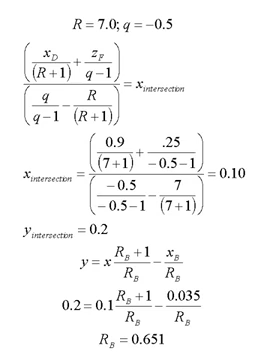 R = 7.0; q = −0.5
((x_D/(R+1) + z_F/(q−1)) / (q/(q−1) − R/(R+1))) = x_intersection
x_intersection = ((0.9/(7+1) + .25/(−0.5−1)) / (−0.5/(−0.5−1) − 7/(7+1))) = 0.10
y_intersection = 0.2
y = x (R_B + 1)/R_B − x_B/R_B
0.2 = 0.1 (R_B + 1)/R_B − 0.035/R_B
R_B = 0.651